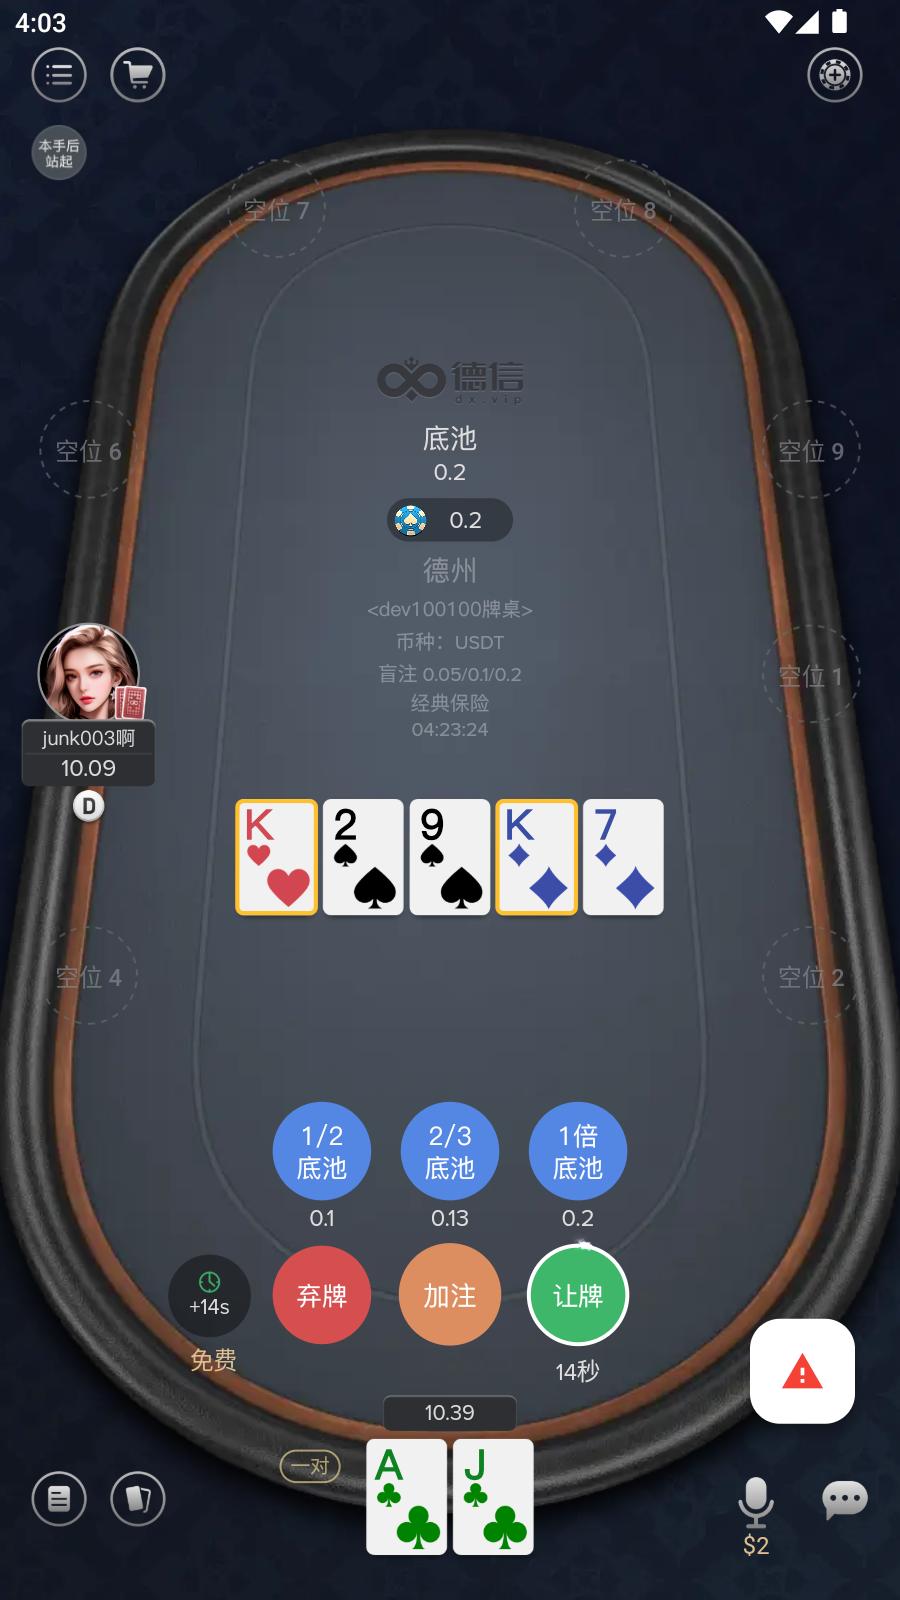 4:03
本手后
站起
空位 7
空位 8
德信
dx.vip
底池
0.2
0.2
空位 6
空位 9
德州
<dev100100牌桌>
币种：USDT
盲注 0.05/0.1/0.2
经典保险
04:23:24
空位 1
junk003啊
10.09
D
K
2
9
K
7
空位 4
空位 2
1/2
底池
2/3
底池
1倍
底池
0.1
0.13
0.2
+14s
弃牌
加注
让牌
免费
14秒
10.39
一对
A
J
$2